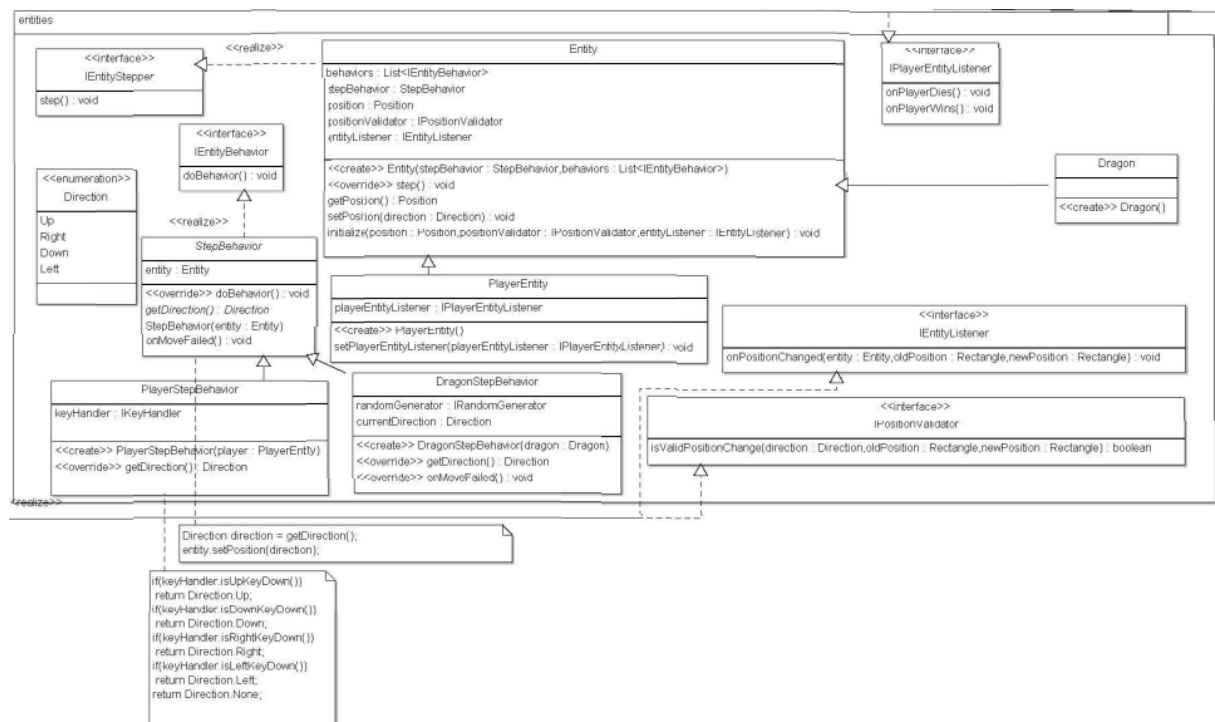 entities
<<realize>>
<<interface>>
IEntityStepper
step() : void
Entity
behaviors : List<IEntityBehavior>
stepBehavior : StepBehavior
position : Position
positionValidator : IPositionValidator
entityListener : IEntityListener
<<create>> Entity(stepBehavior : StepBehavior,behaviors : List<IEntityBehavior>)
<<override>> step() : void
getPosition() : Position
setPosition(direction : Direction) : void
initialize(position : Position,positionValidator : IPositionValidator,entityListener : IEntityListener) : void
<<interface>>
IPlayerEntityListener
onPlayerDies() : void
onPlayerWins() : void
<<interface>>
IEntityBehavior
doBehavior() : void
Dragon
<<create>> Dragon()
<<enumeration>>
Direction
Up
Right
Down
Left
<<realize>>
StepBehavior
entity : Entity
<<override>> doBehavior() : void
getDirection() : Direction
StepBehavior(entity : Entity)
onMoveFailed() : void
PlayerEntity
playerEntityListener : IPlayerEntityListener
<<create>> PlayerEntity()
setPlayerEntityListener(playerEntityListener : IPlayerEntityListener) : void
<<interface>>
IEntityListener
onPositionChanged(entity : Entity,oldPosition : Rectangle,newPosition : Rectangle) : void
PlayerStepBehavior
keyHandler : IKeyHandler
<<create>> PlayerStepBehavior(player : PlayerEntity)
<<override>> getDirection() : Direction
DragonStepBehavior
randomGenerator : IRandomGenerator
currentDirection : Direction
<<create>> DragonStepBehavior(dragon : Dragon)
<<override>> getDirection() : Direction
<<override>> onMoveFailed() : void
<<interface>>
IPositionValidator
isValidPositionChange(direction : Direction,oldPosition : Rectangle,newPosition : Rectangle) : boolean
<<realize>>
Direction direction = getDirection();
entity.setPosition(direction);
if(keyHandler.isUpKeyDown())
return Direction.Up;
if(keyHandler.isDownKeyDown())
return Direction.Down;
if(keyHandler.isRightKeyDown())
return Direction.Right;
if(keyHandler.isLeftKeyDown())
return Direction.Left;
return Direction.None;